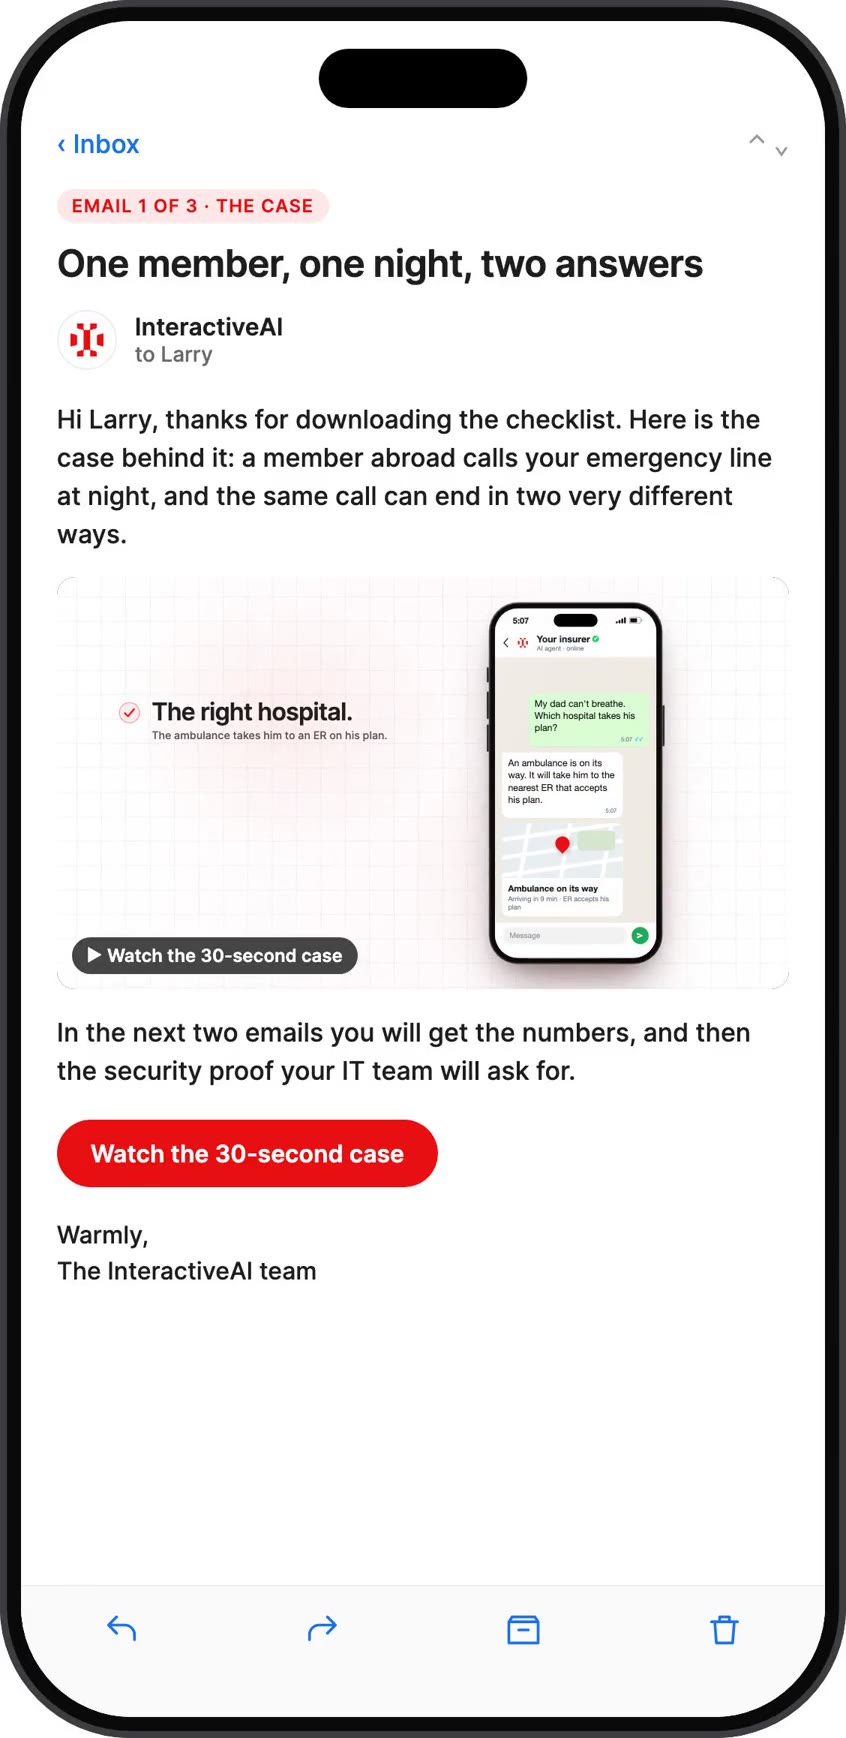 ‹ Inbox
EMAIL 1 OF 3 · THE CASE
One member, one night, two answers
InteractiveAI
to Larry
Hi Larry, thanks for downloading the checklist. Here is the
case behind it: a member abroad calls your emergency line
at night, and the same call can end in two very different
ways.
The right hospital.
The ambulance takes him to an ER on his plan.
5:07
Your insurer
AI agent · online
My dad can't breathe.
Which hospital takes his
plan?
5:07
An ambulance is on its
way. It will take him to the
nearest ER that accepts
his plan.
5:07
Ambulance on its way
Arriving in 9 min · ER accepts his
plan
Message
Watch the 30-second case
In the next two emails you will get the numbers, and then
the security proof your IT team will ask for.
Watch the 30-second case
Warmly,
The InteractiveAI team